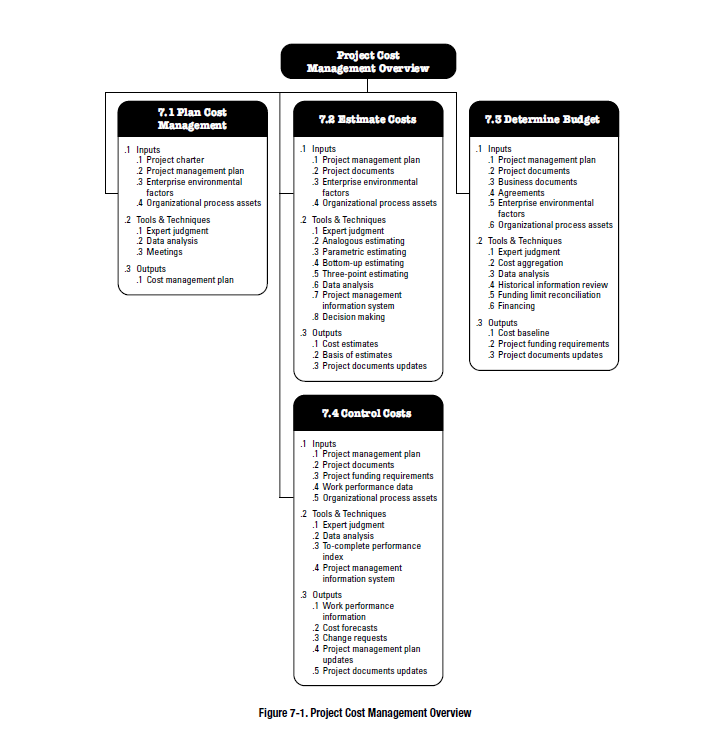 Project Cost
Management Overview
7.1 Plan Cost
Management
.1 Inputs
.1 Project charter
.2 Project management plan
.3 Enterprise environmental
factors
.4 Organizational process assets
.2 Tools & Techniques
.1 Expert judgment
.2 Data analysis
.3 Meetings
.3 Outputs
.1 Cost management plan
7.2 Estimate Costs
.1 Inputs
.1 Project management plan
.2 Project documents
.3 Enterprise environmental
factors
.4 Organizational process assets
.2 Tools & Techniques
.1 Expert judgment
.2 Analogous estimating
.3 Parametric estimating
.4 Bottom-up estimating
.5 Three-point estimating
.6 Data analysis
.7 Project management
information system
.8 Decision making
.3 Outputs
.1 Cost estimates
.2 Basis of estimates
.3 Project documents updates
7.3 Determine Budget
.1 Inputs
.1 Project management plan
.2 Project documents
.3 Business documents
.4 Agreements
.5 Enterprise environmental
factors
.6 Organizational process assets
.2 Tools & Techniques
.1 Expert judgment
.2 Cost aggregation
.3 Data analysis
.4 Historical information review
.5 Funding limit reconciliation
.6 Financing
.3 Outputs
.1 Cost baseline
.2 Project funding requirements
.3 Project documents updates
7.4 Control Costs
.1 Inputs
.1 Project management plan
.2 Project documents
.3 Project funding requirements
.4 Work performance data
.5 Organizational process assets
.2 Tools & Techniques
.1 Expert judgment
.2 Data analysis
.3 To-complete performance
index
.4 Project management
information system
.3 Outputs
.1 Work performance
information
.2 Cost forecasts
.3 Change requests
.4 Project management plan
updates
.5 Project documents updates
Figure 7-1. Project Cost Management Overview